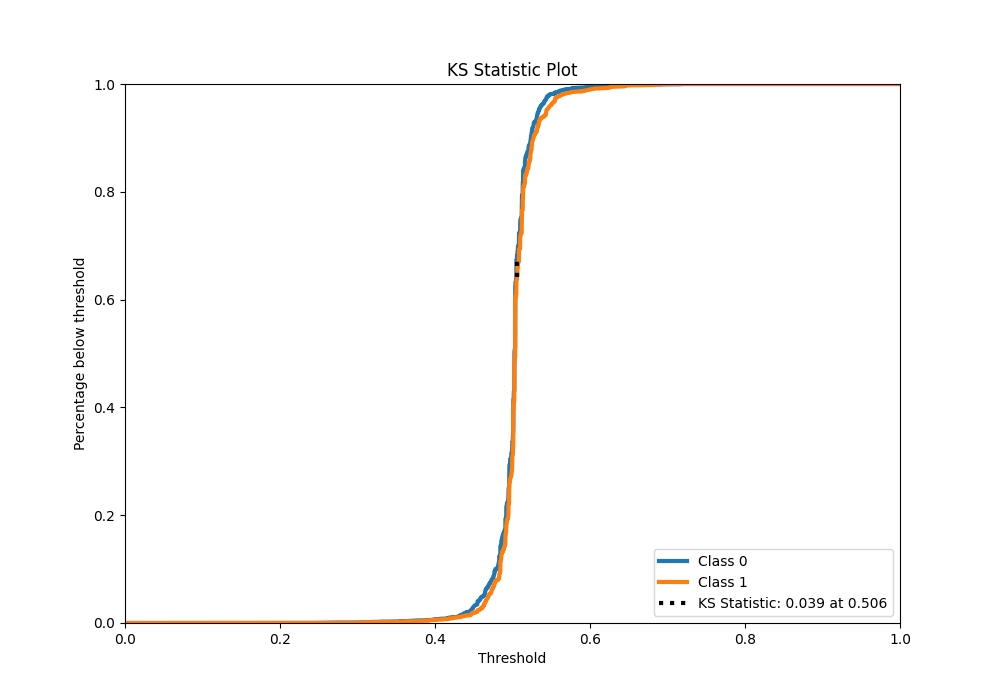 KS Statistic Plot
1.0
0.8
0.6
0.4
0.2
0.0
Percentage below threshold
0.0 0.2 0.4 0.6 0.8 1.0
Threshold
Class 0
Class 1
KS Statistic: 0.039 at 0.506